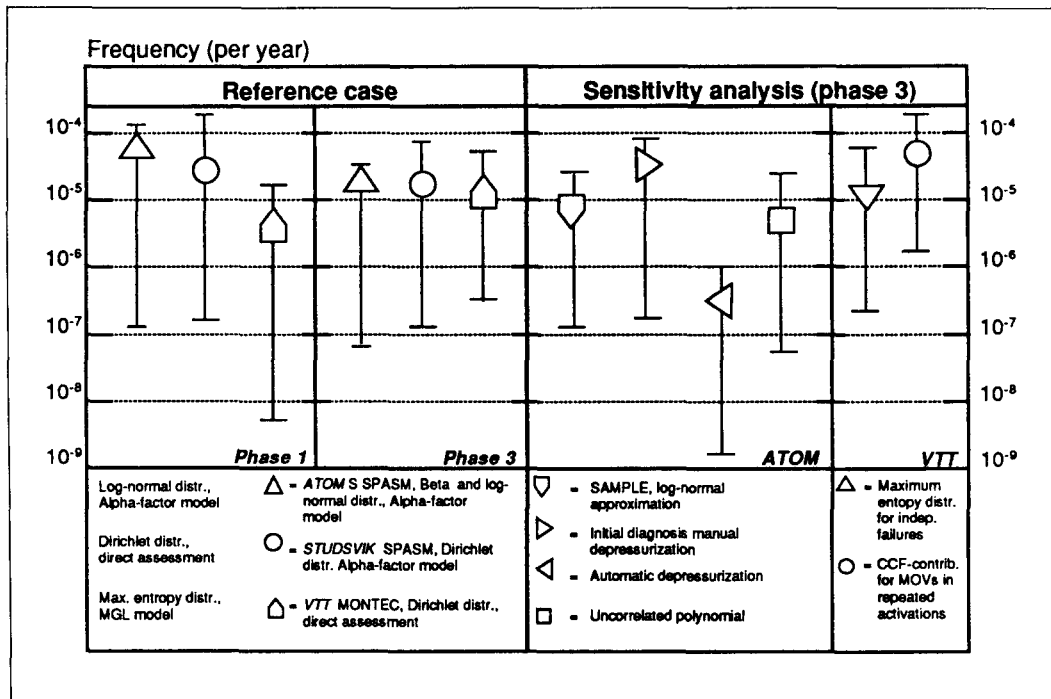 Frequency (per year)
Reference case
Sensitivity analysis (phase 3)
10-4
10-5
10-6
10-7
10-8
10-9
10-4
10-5
10-6
10-7
10-8
10-9
Phase 1
Phase 3
ATOM
VTT
Log-normal distr.,
Alpha-factor model
Dirichlet distr.,
direct assessment
Max. entropy distr.,
MGL model
= ATOM S SPASM, Beta and log-
normal distr., Alpha-factor
model
= STUDSVIK SPASM, Dirichlet
distr. Alpha-factor model
= VTT MONTEC, Dirichlet distr.,
direct assessment
= SAMPLE, log-normal
approximation
= Initial diagnosis manual
depressurization
= Automatic depressurization
= Uncorrelated polynomial
= Maximum
entopy distr.
for indep.
failures
= CCF-contrib.
for MOVs in
repeated
activations